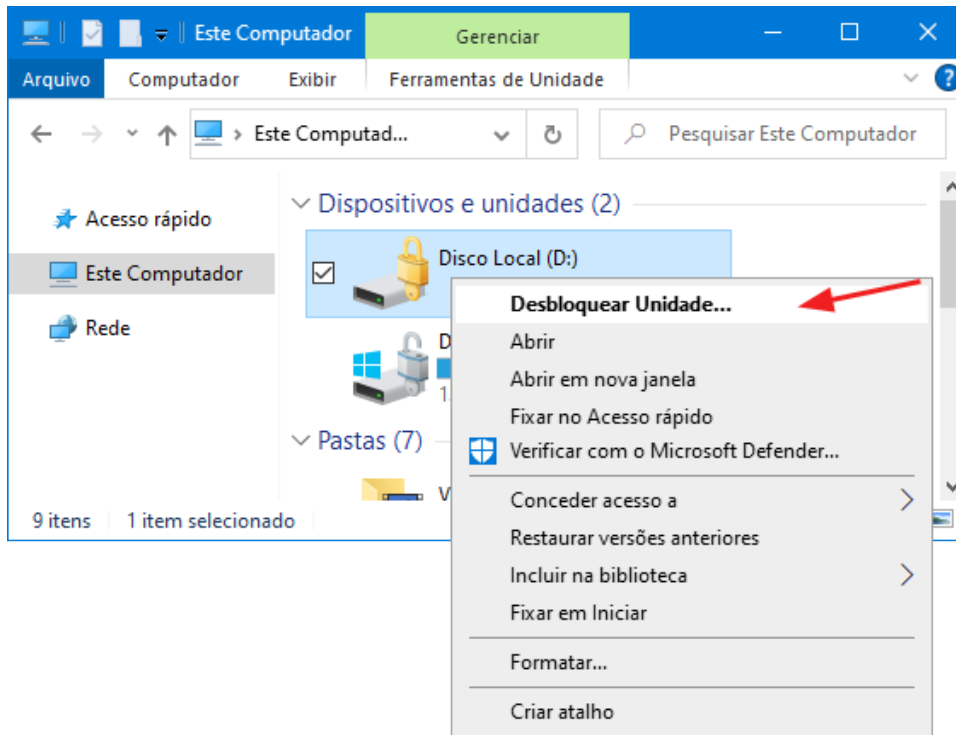 Este Computador
Gerenciar
Arquivo
Computador
Exibir
Ferramentas de Unidade
?
Este Computad...
Pesquisar Este Computador
Acesso rápido
Este Computador
Rede
Dispositivos e unidades (2)
Disco Local (D:)
D
1
Pastas (7)
V
Desbloquear Unidade...
Abrir
Abrir em nova janela
Fixar no Acesso rápido
Verificar com o Microsoft Defender...
Conceder acesso a
Restaurar versões anteriores
Incluir na biblioteca
Fixar em Iniciar
Formatar...
Criar atalho
9 itens
1 item selecionado